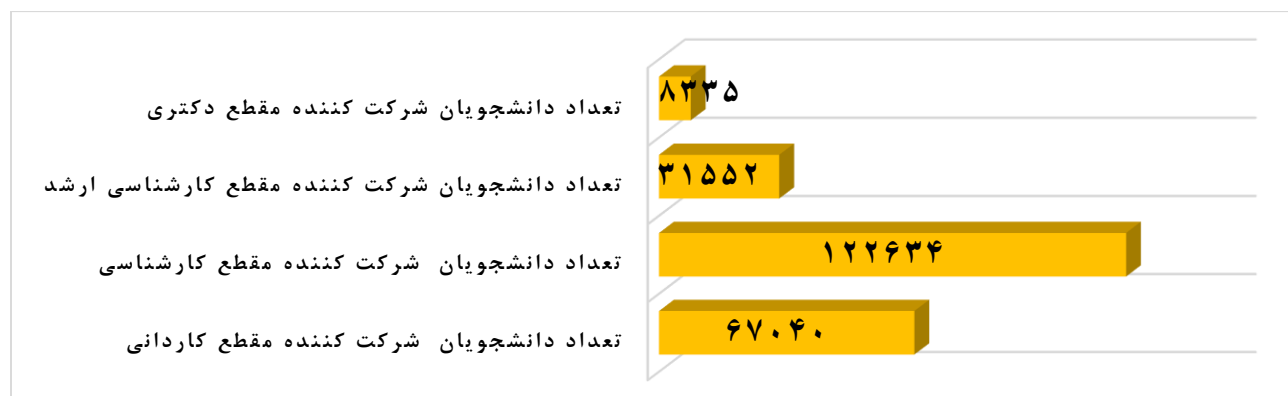 تعداد دانشجویان شرکت کننده مقطع دکتری ۸۳۳۵
تعداد دانشجویان شرکت کننده مقطع کارشناسی ارشد ۳۱۵۵۲
تعداد دانشجویان شرکت کننده مقطع کارشناسی ۱۲۲۶۳۴
تعداد دانشجویان شرکت کننده مقطع کاردانی ۶۷۰۴۰